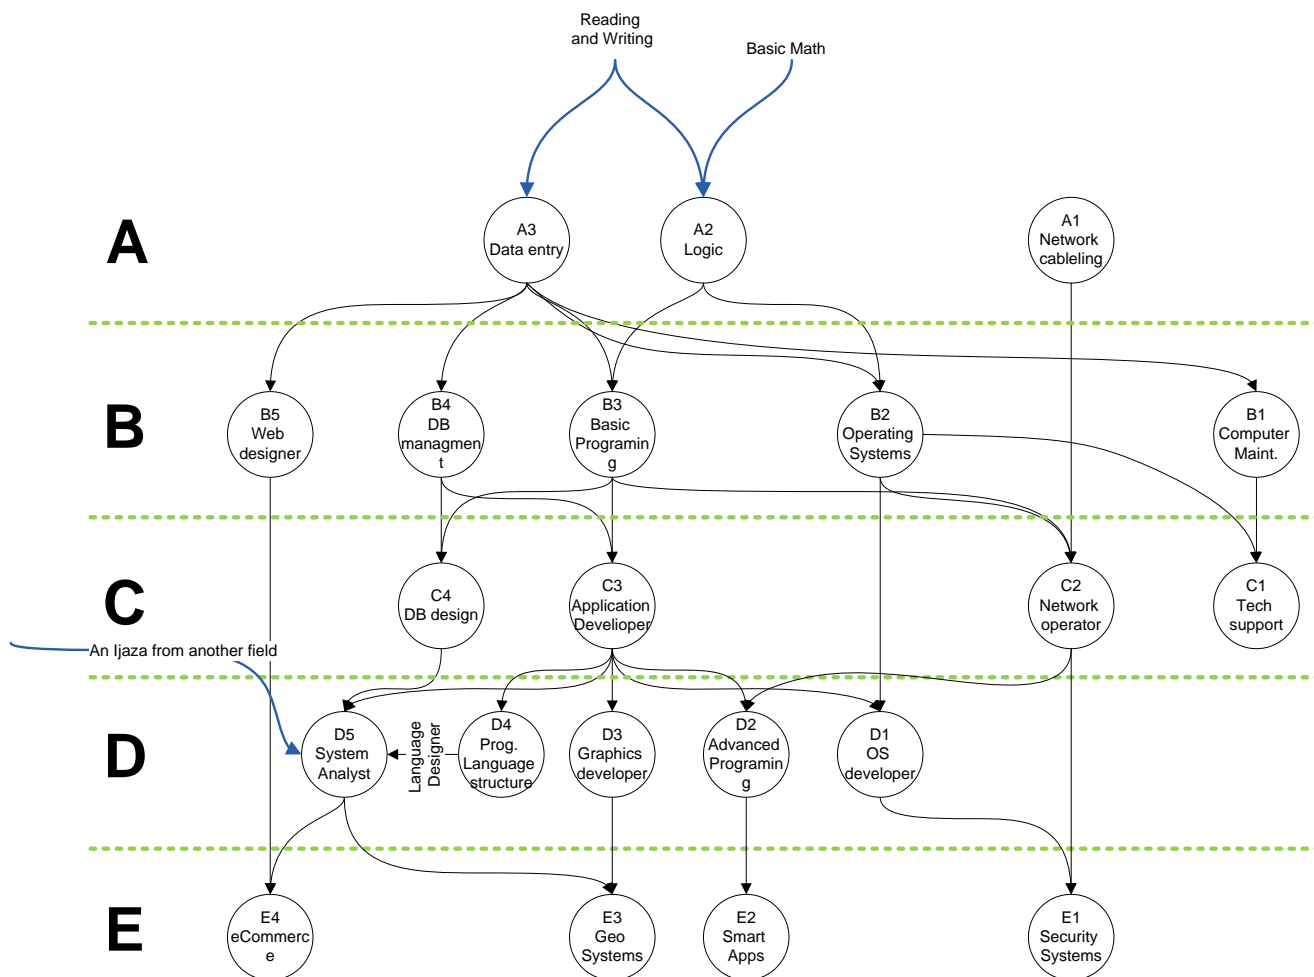 Reading
and Writing
Basic Math
A
A3
Data entry
A2
Logic
A1
Network
cableling
B
B5
Web
designer
B4
DB
managmen
t
B3
Basic
Programin
g
B2
Operating
Systems
B1
Computer
Maint.
C
C4
DB design
C3
Application
Develioper
C2
Network
operator
C1
Tech
support
An Ijaza from another field
D
D5
System
Analyst
Language
Designer
D4
Prog.
Language
structure
D3
Graphics
developer
D2
Advanced
Programin
g
D1
OS
developer
E
E4
eCommerc
e
E3
Geo
Systems
E2
Smart
Apps
E1
Security
Systems